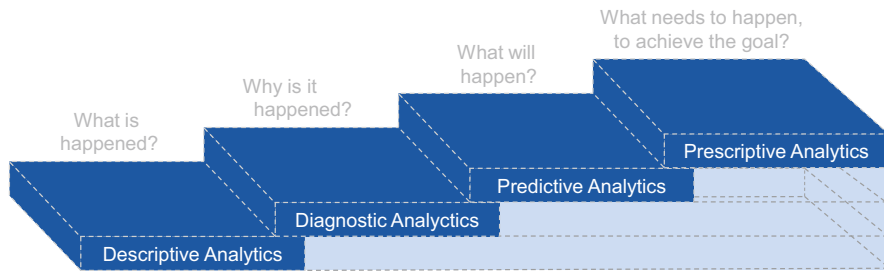 What is
happened?
Why is it
happened?
What will
happen?
What needs to happen,
to achieve the goal?
Descriptive Analytics
Diagnostic Analyctics
Predictive Analytics
Prescriptive Analytics